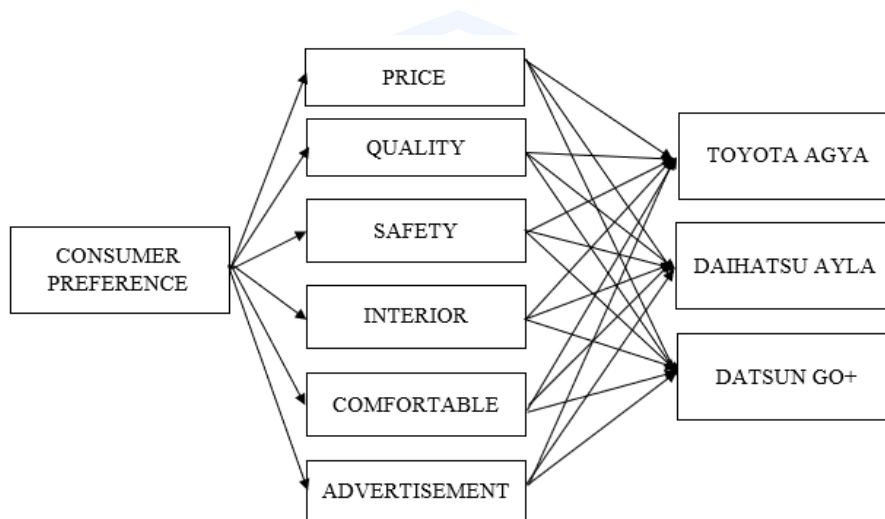 CONSUMER
PREFERENCE
PRICE
QUALITY
SAFETY
INTERIOR
COMFORTABLE
ADVERTISEMENT
TOYOTA AGYA
DAIHATSU AYLA
DATSUN GO+